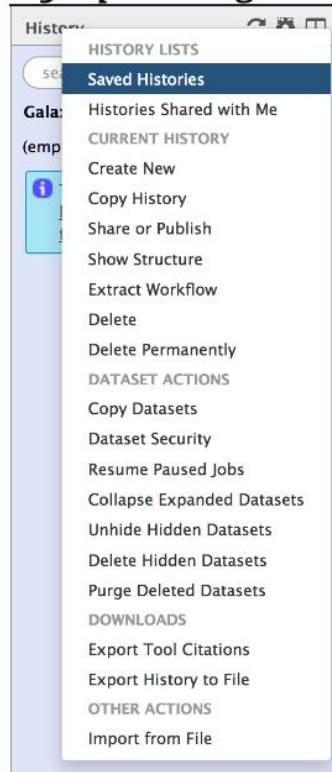 History
HISTORY LISTS
Saved Histories
Histories Shared with Me
CURRENT HISTORY
Create New
Copy History
Share or Publish
Show Structure
Extract Workflow
Delete
Delete Permanently
DATASET ACTIONS
Copy Datasets
Dataset Security
Resume Paused Jobs
Collapse Expanded Datasets
Unhide Hidden Datasets
Delete Hidden Datasets
Purge Deleted Datasets
DOWNLOADS
Export Tool Citations
Export History to File
OTHER ACTIONS
Import from File